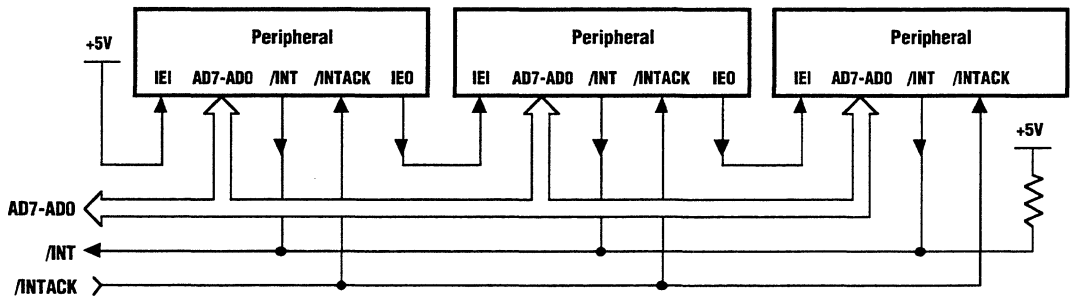 Peripheral Peripheral Peripheral
+5V
IEI AD7-AD0 /INT /INTACK IEO IEI AD7-AD0 /INT /INTACK IEO IEI AD7-AD0 /INT /INTACK
+5V
AD7-AD0
/INT
/INTACK